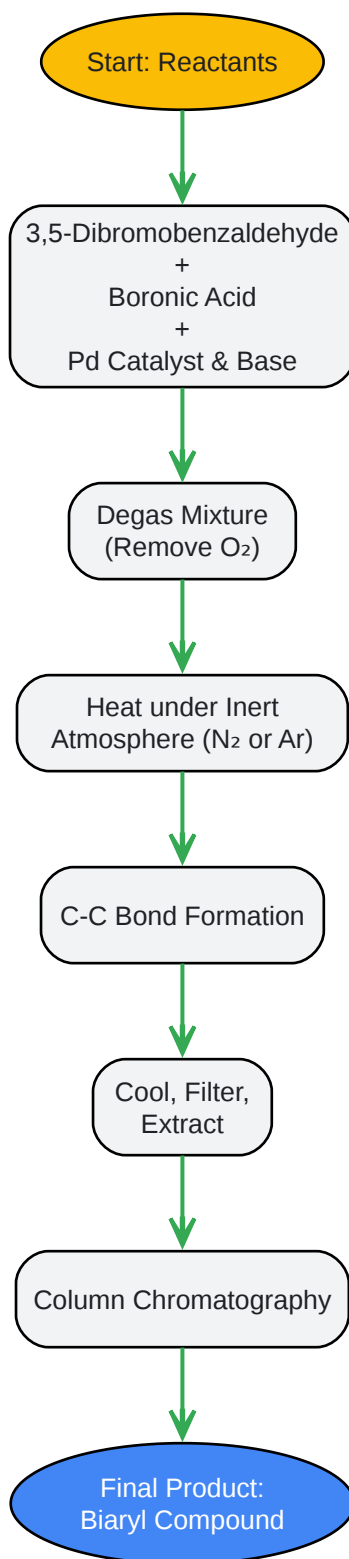 Start: Reactants
3,5-Dibromobenzaldehyde
+
Boronic Acid
+
Pd Catalyst & Base
Degas Mixture
(Remove O₂)
Heat under Inert
Atmosphere (N₂ or Ar)
C-C Bond Formation
Cool, Filter,
Extract
Column Chromatography
Final Product:
Biaryl Compound